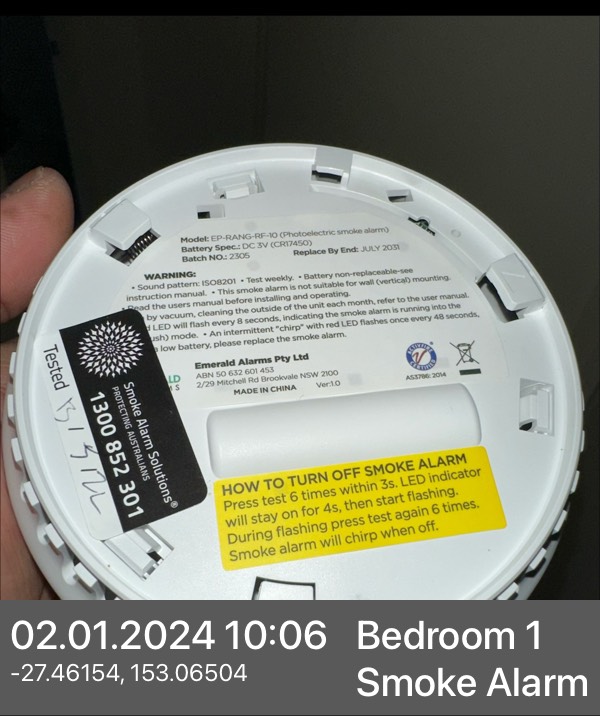 Model: EP-RANG-RF-10 (Photoelectric smoke alarm)
Battery Spec.: DC 3V (CR17450)
Batch NO.: 2305 Replace By End: JULY 2031
WARNING:
• Sound pattern: ISO8201 • Test weekly. • Battery non-replaceable-see
instruction manual. • This smoke alarm is not suitable for wall (vertical) mounting.
• Read the users manual before installing and operating.
by vacuum, cleaning the outside of the unit each month, refer to the user manual.
LED will flash every 8 seconds, indicating the smoke alarm is running into the
mode. • An intermittent "chirp" with red LED flashes once every 48 seconds,
low battery, please replace the smoke alarm.
Emerald Alarms Pty Ltd
ABN 50 632 601 453
2/29 Mitchell Rd Brookvale NSW 2100
MADE IN CHINA Ver:1.0
AS3786: 2014
Tested
Smoke Alarm Solutions®
PROTECTING AUSTRALIANS
1300 852 301
HOW TO TURN OFF SMOKE ALARM
Press test 6 times within 3s. LED indicator
will stay on for 4s, then start flashing.
During flashing press test again 6 times.
Smoke alarm will chirp when off.
02.01.2024 10:06
-27.46154, 153.06504
Bedroom 1
Smoke Alarm